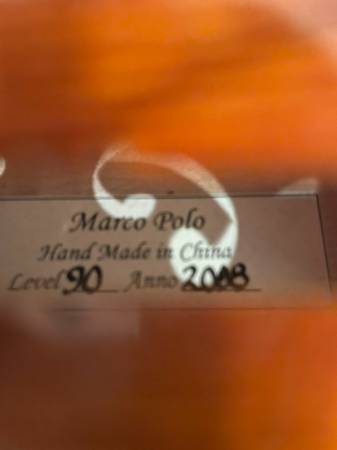 Marco Polo
Hand Made in China
Level 90 Anno 2008